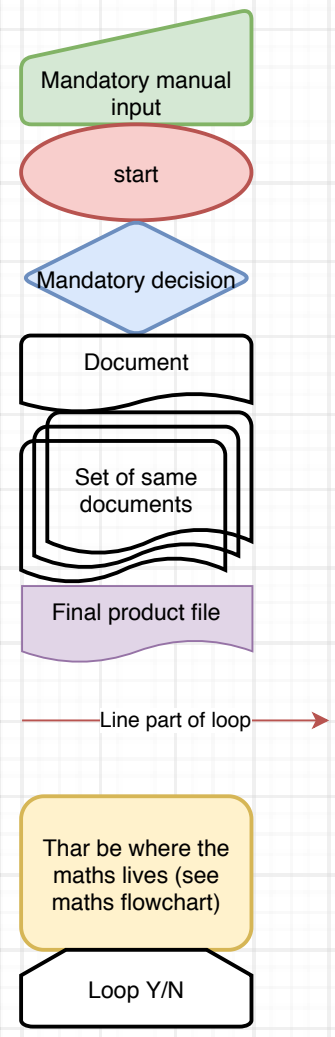 Mandatory manual
input
start
Mandatory decision
Document
Set of same
documents
Final product file
Line part of loop
Thar be where the
maths lives (see
maths flowchart)
Loop Y/N